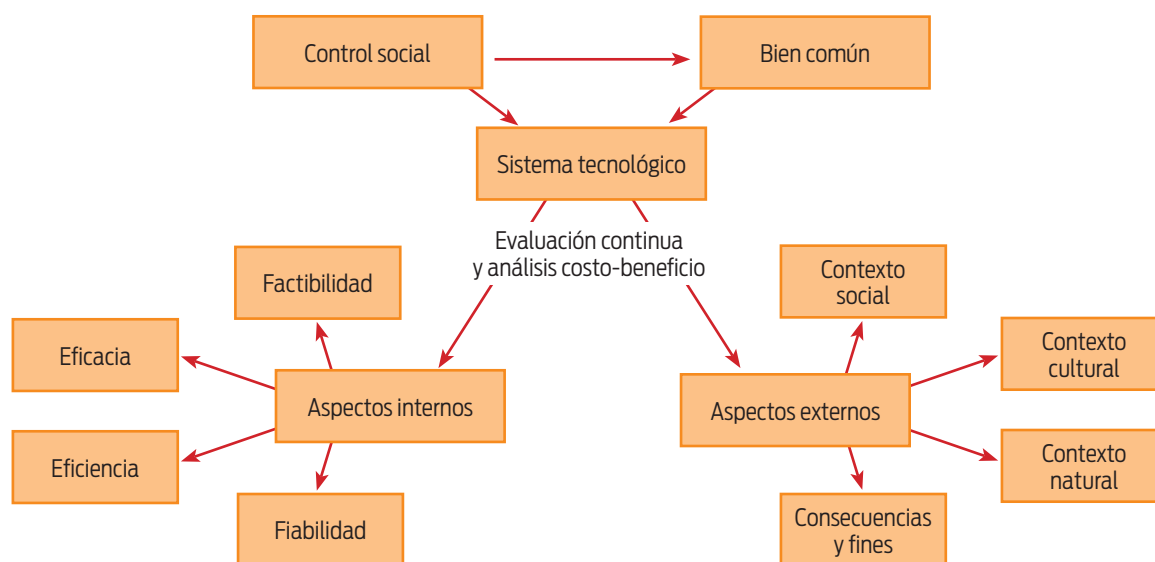 Control social
Bien común
Sistema tecnológico
Evaluación continua
y análisis costo-beneficio
Factibilidad
Eficacia
Aspectos internos
Eficiencia
Fiabilidad
Contexto
social
Contexto
cultural
Aspectos externos
Contexto
natural
Consecuencias
y fines